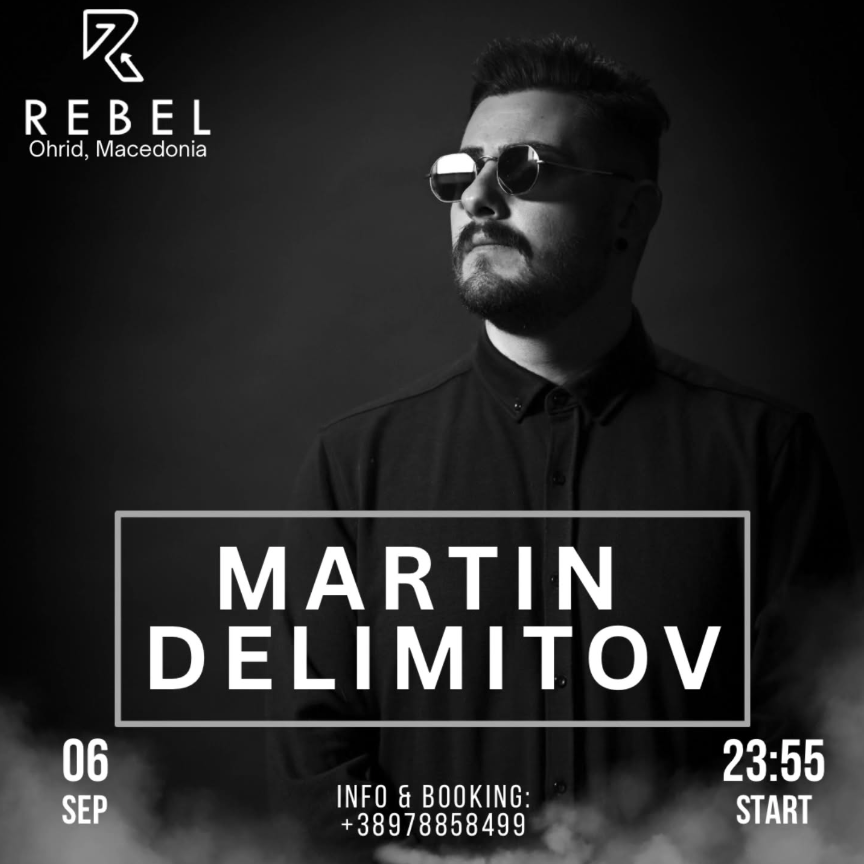 REBEL
Ohrid, Macedonia
MARTIN
DELIMITOV
06
SEP
INFO & BOOKING:
+38978858499
23:55
START